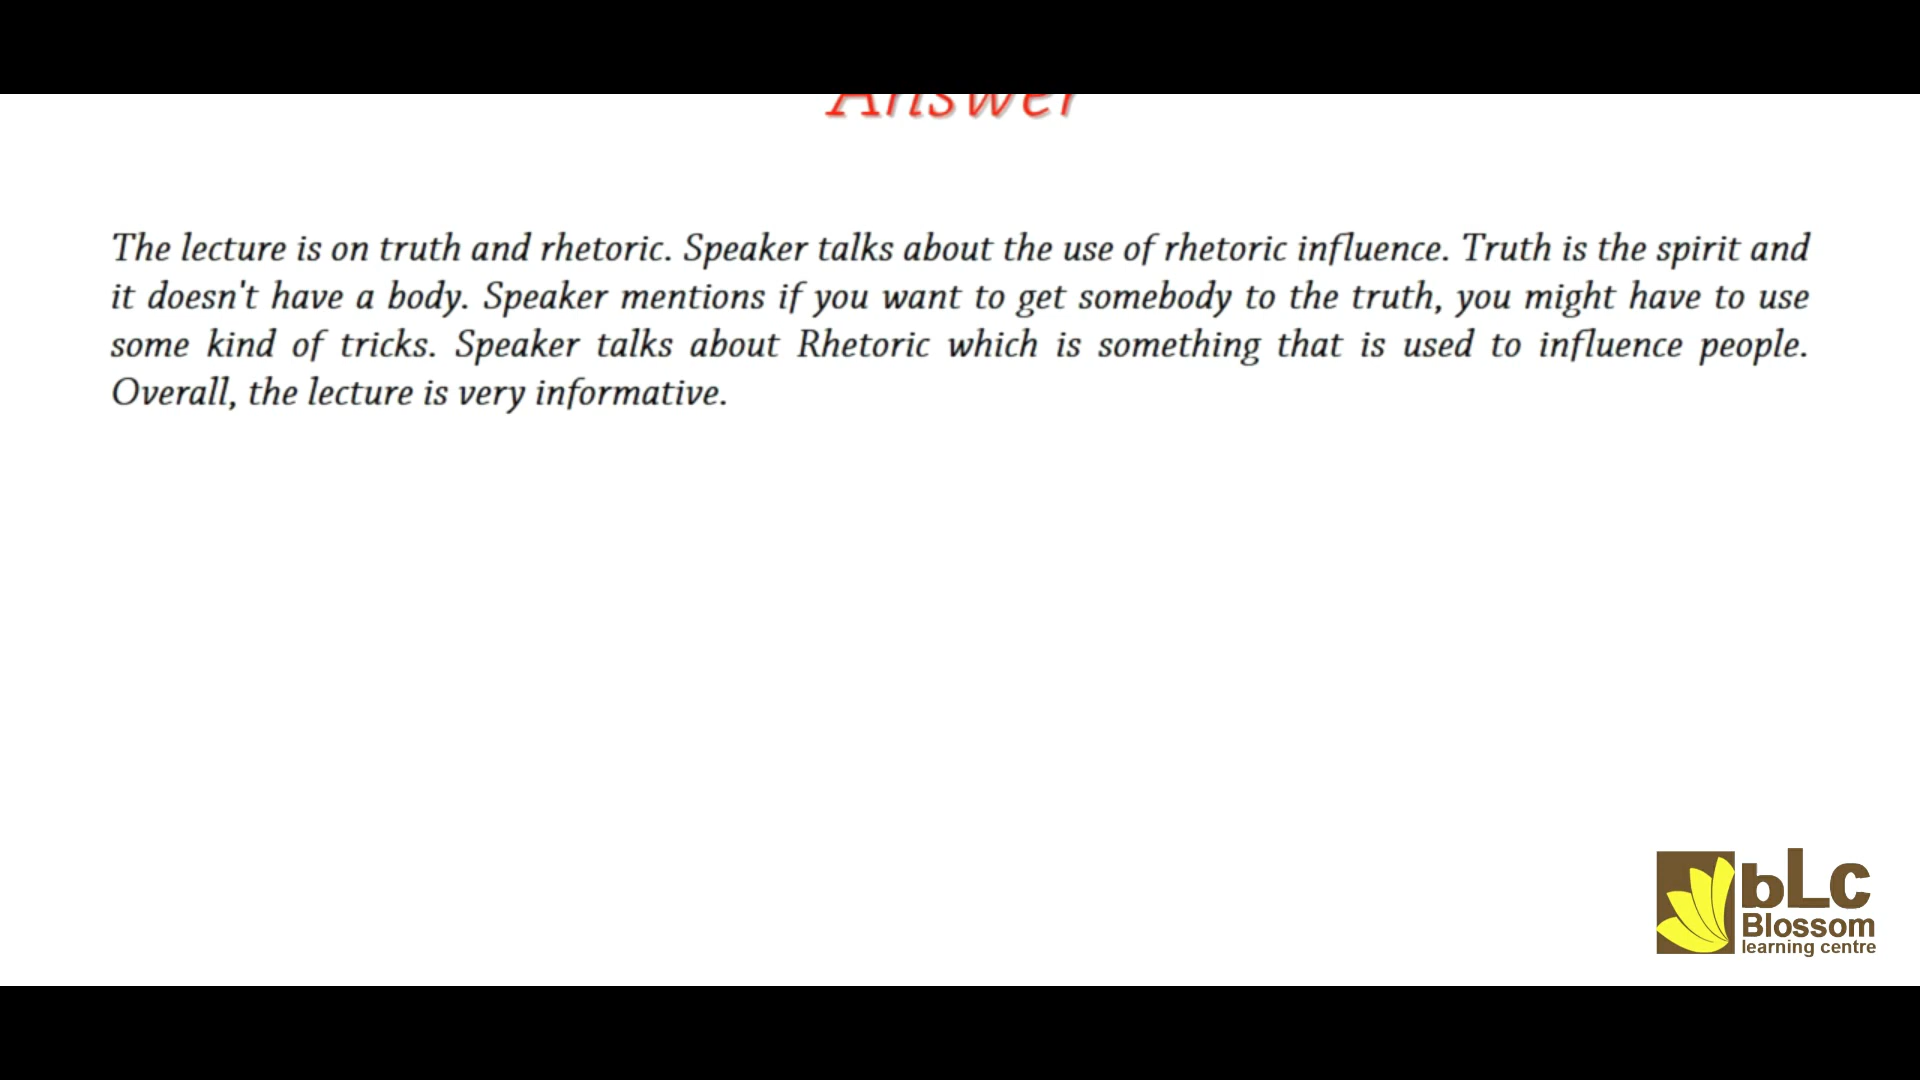 Answer
The lecture is on truth and rhetoric. Speaker talks about the use of rhetoric influence. Truth is the spirit and
it doesn't have a body. Speaker mentions if you want to get somebody to the truth, you might have to use
some kind of tricks. Speaker talks about Rhetoric which is something that is used to influence people.
Overall, the lecture is very informative.
bLc
Blossom
learning centre